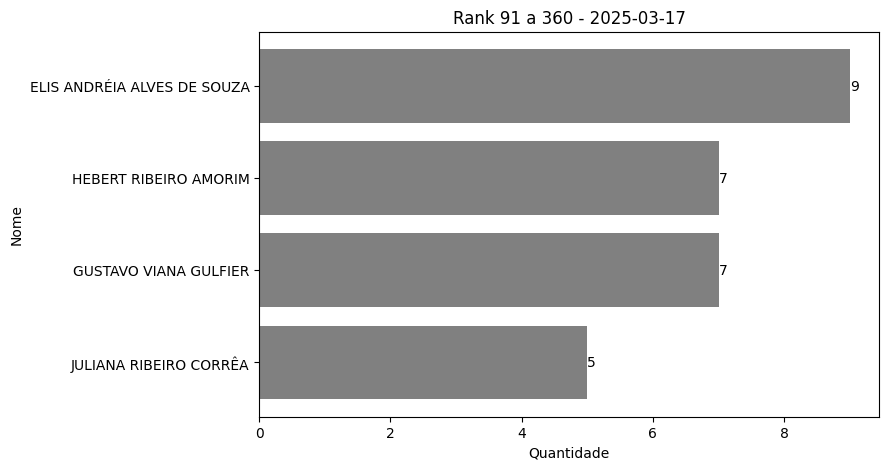 Rank 91 a 360 - 2025-03-17
ELIS ANDRÉIA ALVES DE SOUZA
9
HEBERT RIBEIRO AMORIM
7
GUSTAVO VIANA GULFIER
7
JULIANA RIBEIRO CORRÊA
5
Nome
0 2 4 6 8
Quantidade